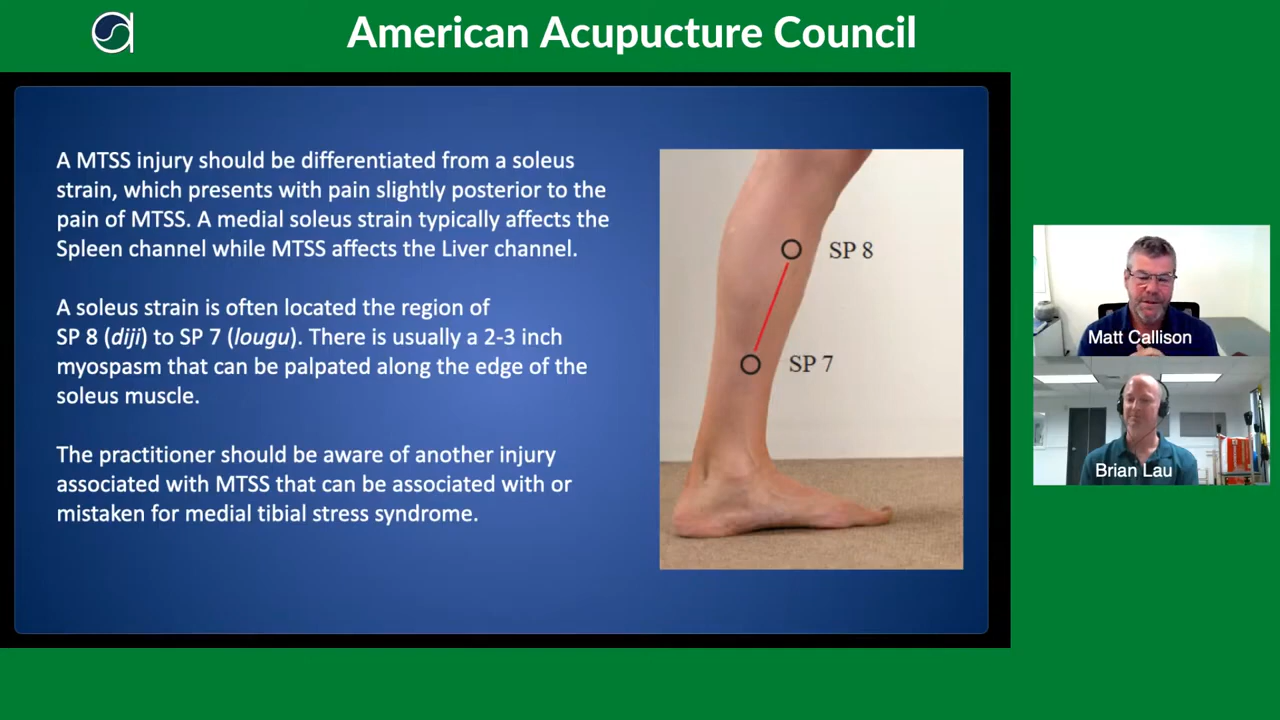 American Acupucture Council
A MTSS injury should be differentiated from a soleus
strain, which presents with pain slightly posterior to the
pain of MTSS. A medial soleus strain typically affects the
Spleen channel while MTSS affects the Liver channel.
A soleus strain is often located the region of
SP 8 (diji) to SP 7 (lougu). There is usually a 2-3 inch
myospasm that can be palpated along the edge of the
soleus muscle.
The practitioner should be aware of another injury
associated with MTSS that can be associated with or
mistaken for medial tibial stress syndrome.
SP 8
SP 7
Matt Callison
Brian Lau